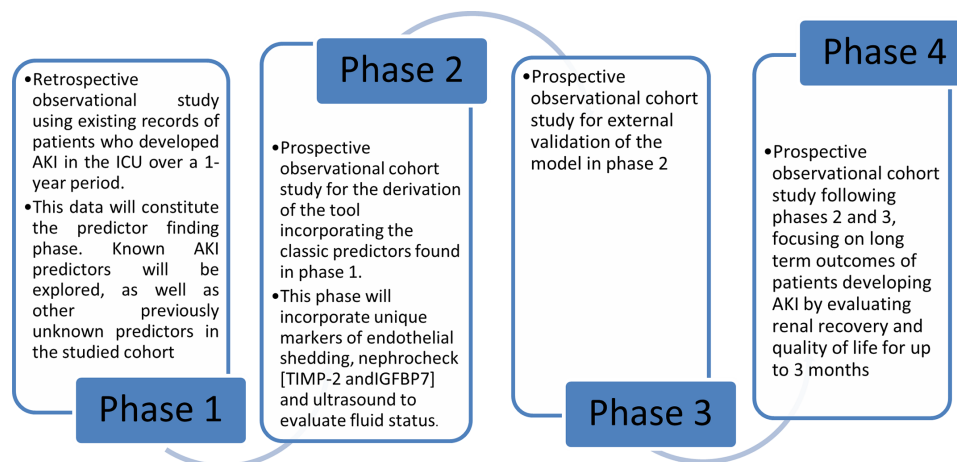 •Retrospective
observational study
using existing records of
patients who developed
AKI in the ICU over a 1-
year period.
•This data will constitute
the predictor finding
phase. Known AKI
predictors will be
explored, as well as
other previously
unknown predictors in
the studied cohort
Phase 1
Phase 2
•Prospective
observational cohort
study for the derivation
of the tool
incorporating the
classic predictors found
in phase 1.
•This phase will
incorporate unique
markers of endothelial
shedding, nephrocheck
[TIMP-2 andIGFBP7]
and ultrasound to
evaluate fluid status.
•Prospective
observational cohort
study for external
validation of the
model in phase 2
Phase 3
Phase 4
•Prospective
observational cohort
study following
phases 2 and 3,
focusing on long
term outcomes of
patients developing
AKI by evaluating
renal recovery and
quality of life for up
to 3 months